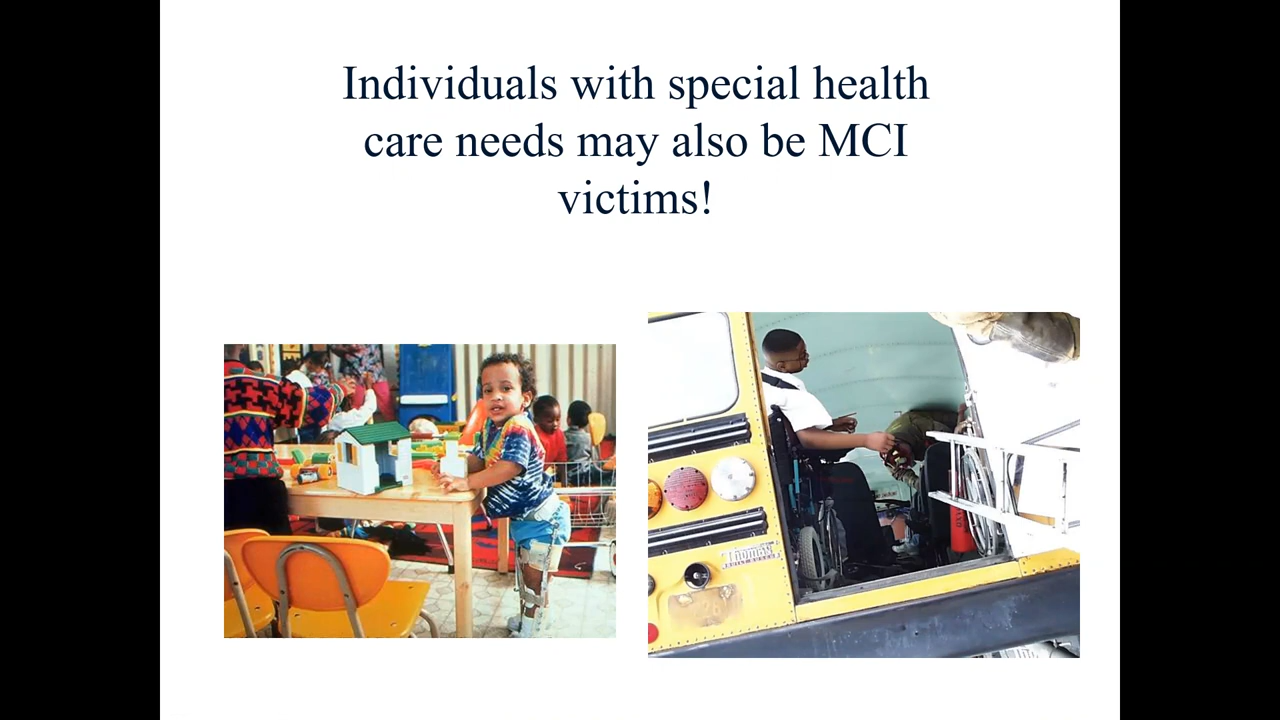 Individuals with special health
care needs may also be MCI
victims!
Thomas